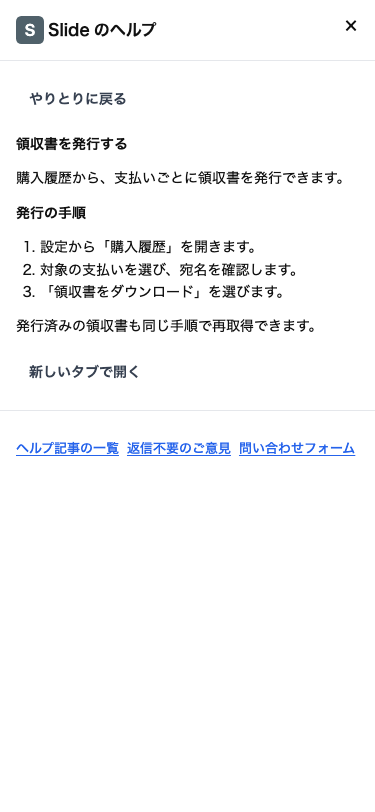 S Slide のヘルプ ×
やりとりに戻る
領収書を発行する
購入履歴から、支払いごとに領収書を発行できます。
発行の手順
1. 設定から「購入履歴」を開きます。
2. 対象の支払いを選び、宛名を確認します。
3. 「領収書をダウンロード」を選びます。
発行済みの領収書も同じ手順で再取得できます。
新しいタブで開く
ヘルプ記事の一覧 返信不要のご意見 問い合わせフォーム